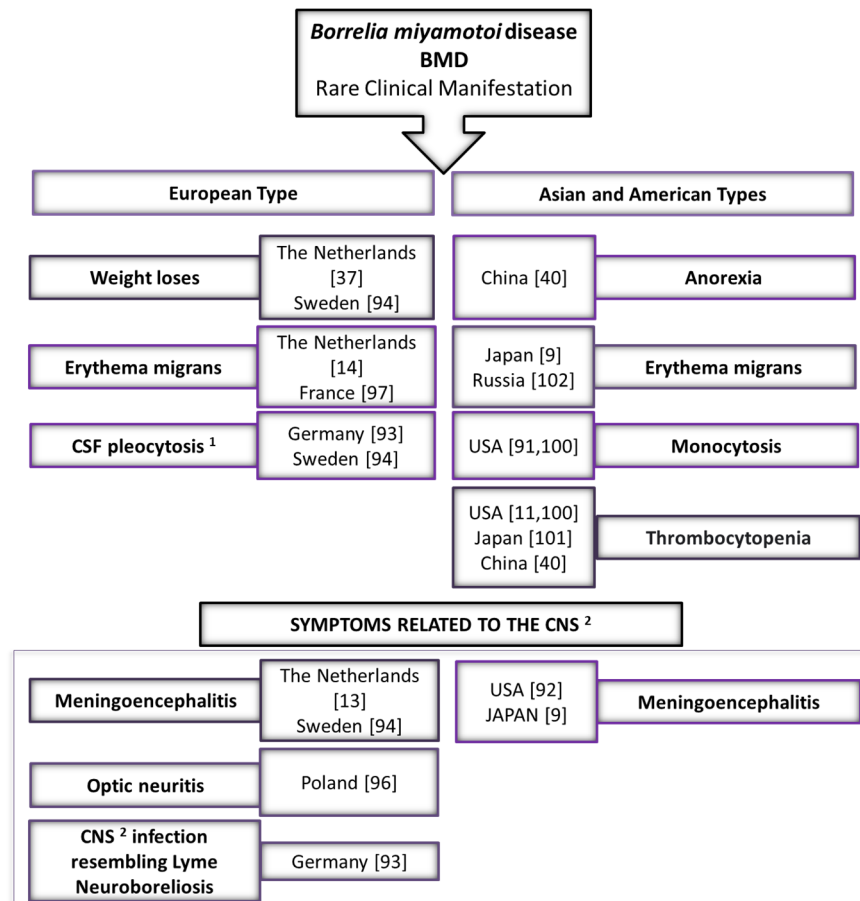 Borrelia miyamotoi disease
BMD
Rare Clinical Manifestation
European Type
Asian and American Types
Weight loses
The Netherlands
[37]
Sweden [94]
China [40]
Anorexia
Erythema migrans
The Netherlands
[14]
France [97]
Japan [9]
Russia [102]
Erythema migrans
CSF pleocytosis 1
Germany [93]
Sweden [94]
USA [91,100]
Monocytosis
USA [11,100]
Japan [101]
China [40]
Thrombocytopenia
SYMPTOMS RELATED TO THE CNS 2
Meningoencephalitis
The Netherlands
[13]
Sweden [94]
USA [92]
JAPAN [9]
Meningoencephalitis
Optic neuritis
Poland [96]
CNS 2 infection
resembling Lyme
Neuroboreliosis
Germany [93]